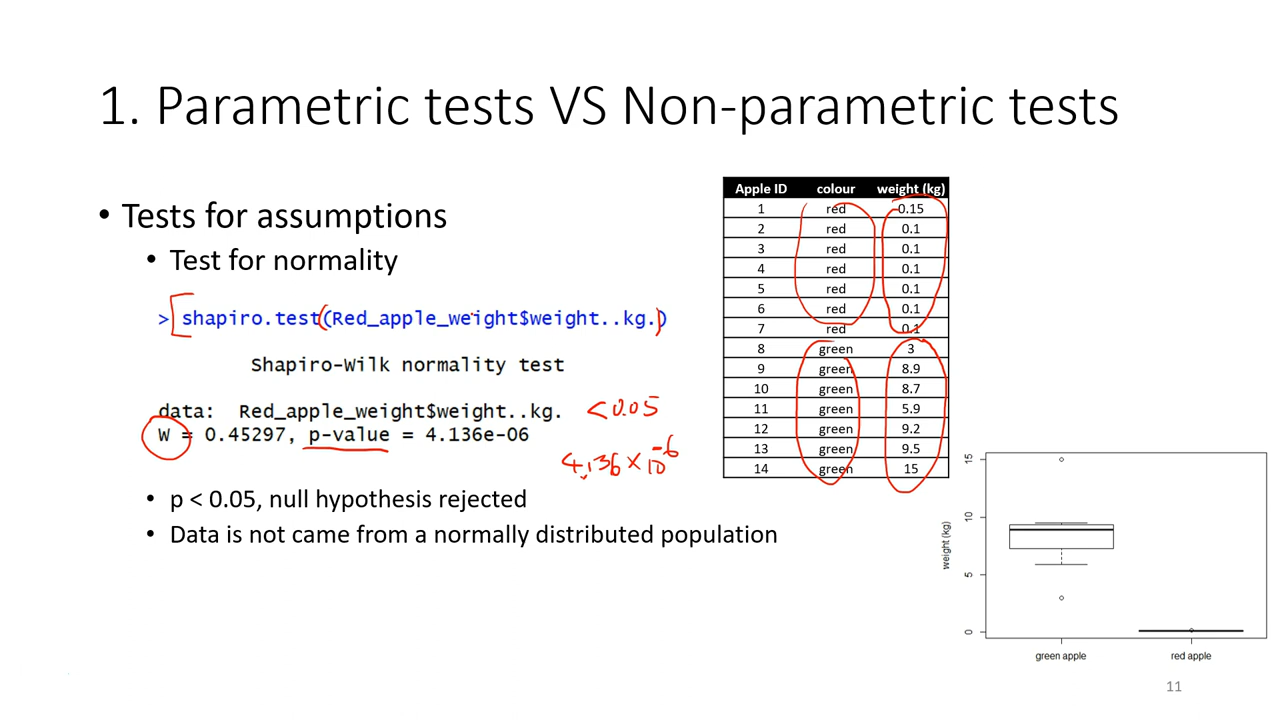 1. Parametric tests VS Non-parametric tests
• Tests for assumptions
• Test for normality
> shapiro.test(Red_apple_weight$weight..kg.)
Shapiro-Wilk normality test
data: Red_apple_weight$weight..kg.
W = 0.45297, p-value = 4.136e-06
< 0.05
4.136 × 10^-6
• p < 0.05, null hypothesis rejected
• Data is not came from a normally distributed population
Apple ID colour weight (kg)
1 red 0.15
2 red 0.1
3 red 0.1
4 red 0.1
5 red 0.1
6 red 0.1
7 red 0.1
8 green 3
9 green 8.9
10 green 8.7
11 green 5.9
12 green 9.2
13 green 9.5
14 green 15
weight (kg)
15
10
5
0
green apple red apple
11